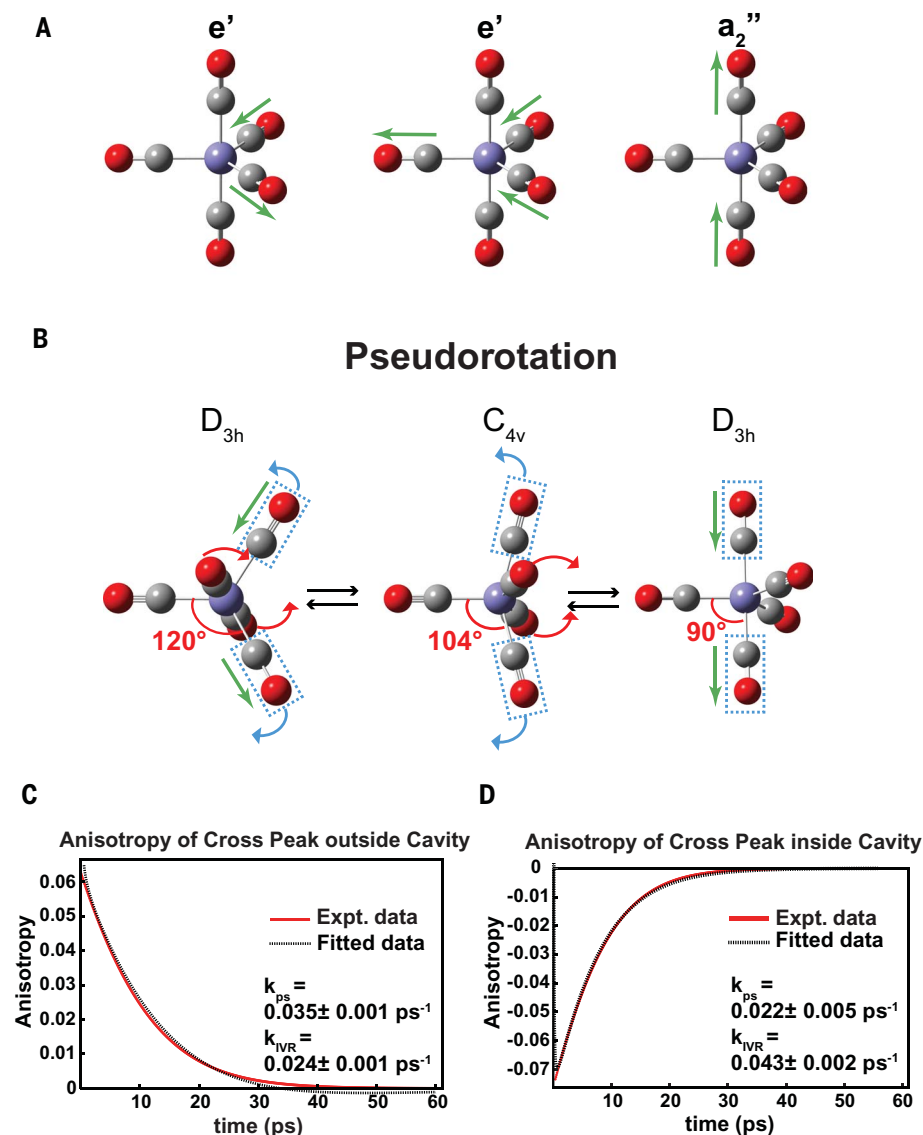 A
e’ e’ a₂”
B
Pseudorotation
D₃ₕ C₄ᵥ D₃ₕ
120° 104° 90°
C
Anisotropy of Cross Peak outside Cavity
Anisotropy
0.06
0.05
0.04
0.03
0.02
0.01
0
10 20 30 40 50 60
time (ps)
Expt. data
Fitted data
kₚₛ =
0.035± 0.001 ps⁻¹
k_IVR =
0.024± 0.001 ps⁻¹
D
Anisotropy of Cross Peak inside Cavity
Anisotropy
0
-0.01
-0.02
-0.03
-0.04
-0.05
-0.06
-0.07
10 20 30 40 50 60
time (ps)
Expt. data
Fitted data
kₚₛ =
0.022± 0.005 ps⁻¹
k_IVR =
0.043± 0.002 ps⁻¹